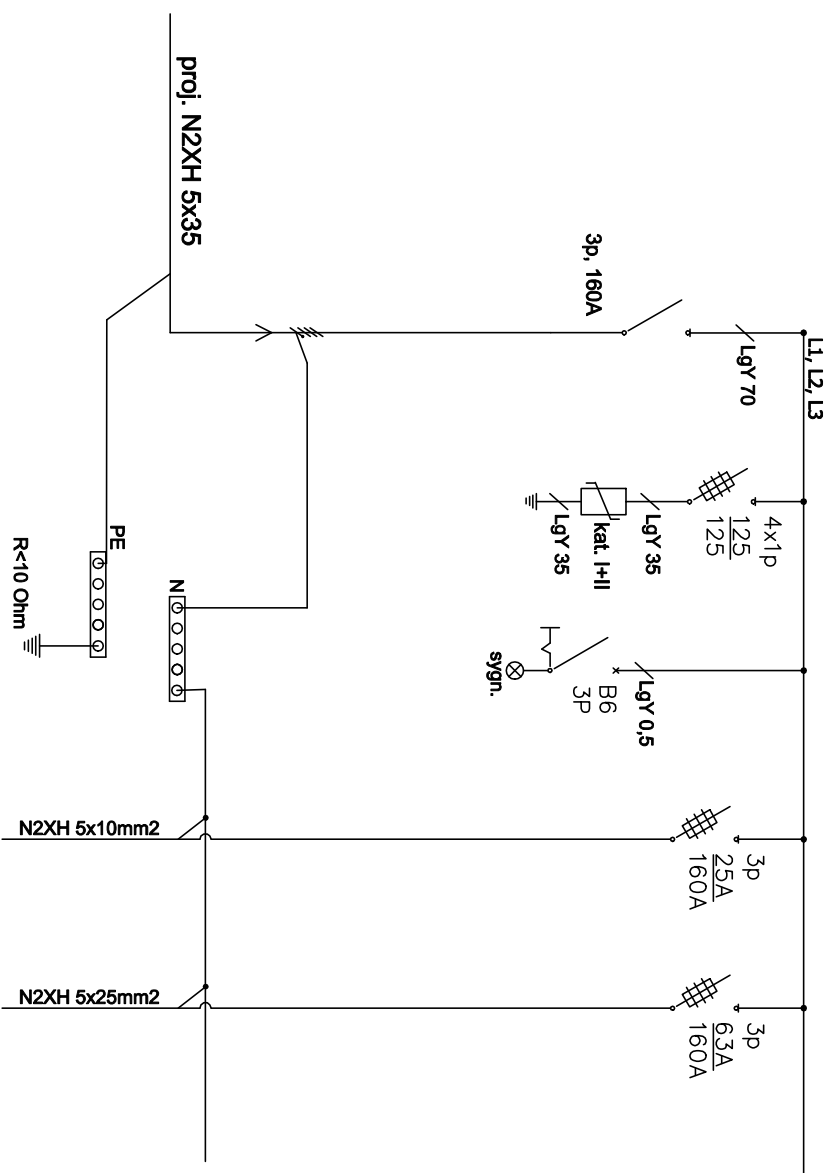 proj. N2XH 5x35
3p, 160A
LgY 70
L1, L2, L3
4x1p
125
125
LgY 35
kat. I+II
LgY 35
LgY 0,5
B6
3P
sygn.
PE
R<10 Ohm
N
3p
25A
160A
N2XH 5x10mm2
3p
63A
160A
N2XH 5x25mm2